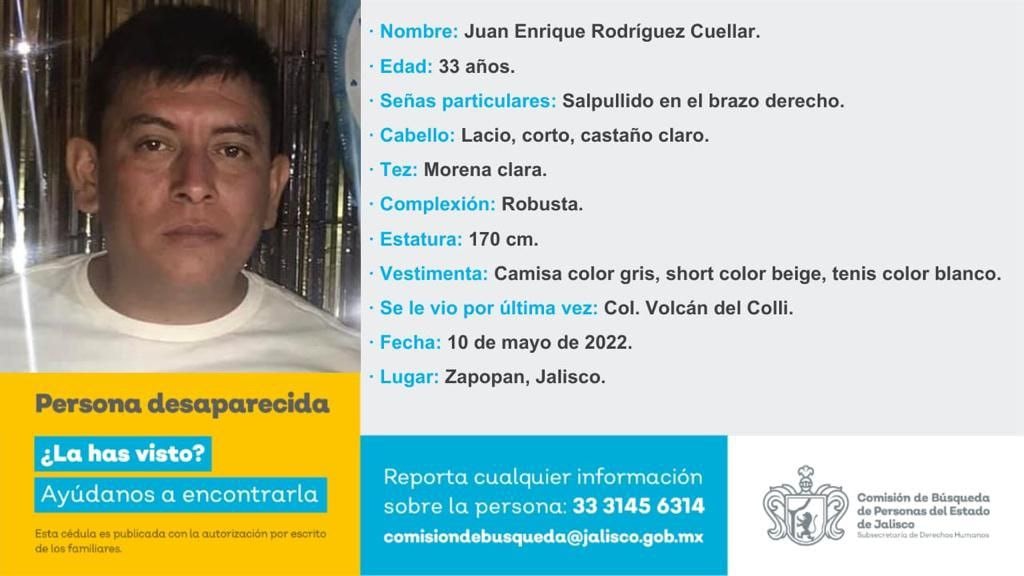 · Nombre: Juan Enrique Rodríguez Cuellar.
· Edad: 33 años.
· Señas particulares: Salpullido en el brazo derecho.
· Cabello: Lacio, corto, castaño claro.
· Tez: Morena clara.
· Complexión: Robusta.
· Estatura: 170 cm.
· Vestimenta: Camisa color gris, short color beige, tenis color blanco.
· Se le vio por última vez: Col. Volcán del Colli.
· Fecha: 10 de mayo de 2022.
· Lugar: Zapopan, Jalisco.
Persona desaparecida
¿La has visto?
Ayúdanos a encontrarla
Esta cédula es publicada con la autorización por escrito
de los familiares.
Reporta cualquier información
sobre la persona: 33 3145 6314
comisiondebusqueda@jalisco.gob.mx
Comisión de Búsqueda
de Personas del Estado
de Jalisco
Subsecretaría de Derechos Humanos